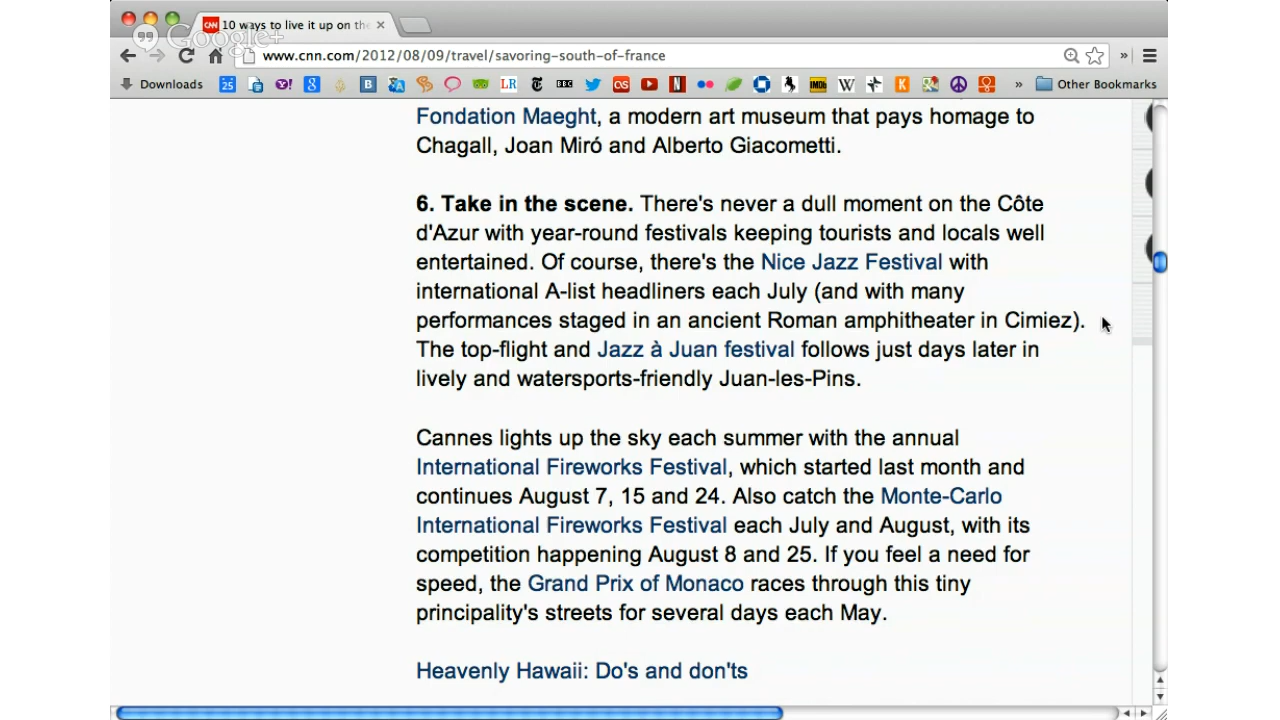 10 ways to live it up on the
Google+
www.cnn.com/2012/08/09/travel/savoring-south-of-france
Downloads
Other Bookmarks
Fondation Maeght, a modern art museum that pays homage to
Chagall, Joan Miró and Alberto Giacometti.
6. Take in the scene. There's never a dull moment on the Côte
d'Azur with year-round festivals keeping tourists and locals well
entertained. Of course, there's the Nice Jazz Festival with
international A-list headliners each July (and with many
performances staged in an ancient Roman amphitheater in Cimiez).
The top-flight and Jazz à Juan festival follows just days later in
lively and watersports-friendly Juan-les-Pins.
Cannes lights up the sky each summer with the annual
International Fireworks Festival, which started last month and
continues August 7, 15 and 24. Also catch the Monte-Carlo
International Fireworks Festival each July and August, with its
competition happening August 8 and 25. If you feel a need for
speed, the Grand Prix of Monaco races through this tiny
principality's streets for several days each May.
Heavenly Hawaii: Do's and don'ts